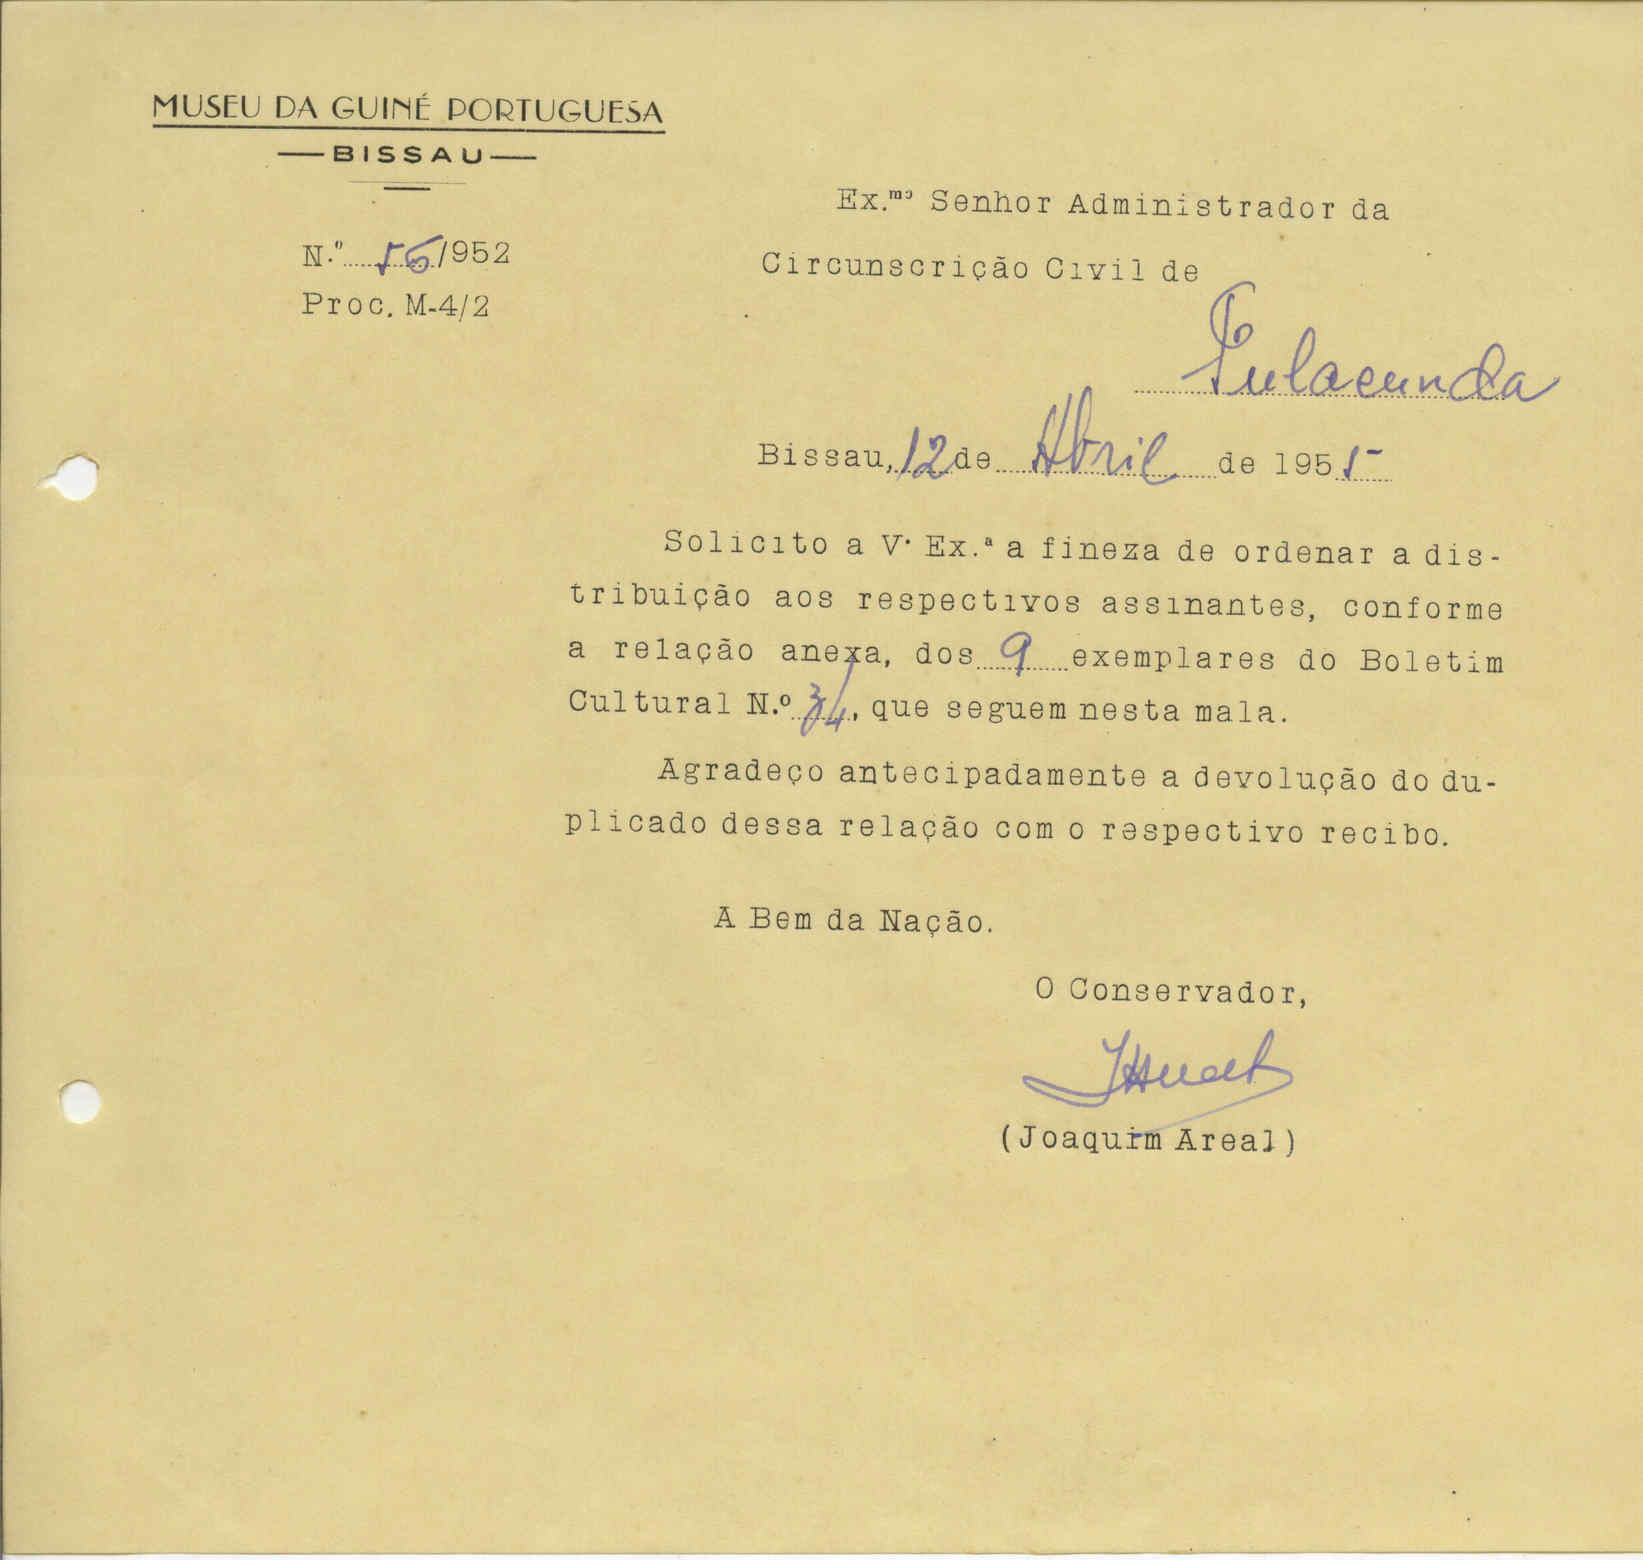 MUSEU DA GUINÉ PORTUGUESA
— BISSAU —
N.º 56/952
Proc. M-4/2
Ex.mo Senhor Administrador da
Circunscrição Civil de
Fulacunda
Bissau, 12 de Abril de 1955
Solicito a V. Ex.ª a fineza de ordenar a dis-
tribuição aos respectivos assinantes, conforme
a relação anexa, dos 9 exemplares do Boletim
Cultural N.º 34, que seguem nesta mala.
Agradeço antecipadamente a devolução do du-
plicado dessa relação com o respectivo recibo.
A Bem da Nação.
O Conservador,
(Joaquim Areal)